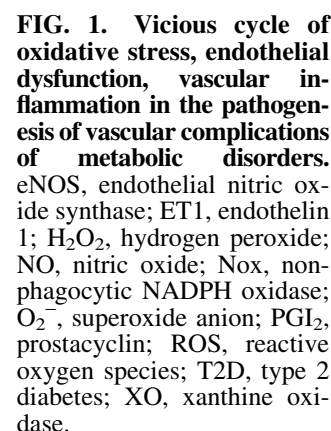 FIG. 1. Vicious cycle of
oxidative stress, endothelial
dysfunction, vascular in-
flammation in the pathogen-
esis of vascular complications
of metabolic disorders.
eNOS, endothelial nitric ox-
ide synthase; ET1, endothelin
1; H₂O₂, hydrogen peroxide;
NO, nitric oxide; Nox, non-
phagocytic NADPH oxidase;
O₂⁻, superoxide anion; PGI₂,
prostacyclin; ROS, reactive
oxygen species; T2D, type 2
diabetes; XO, xanthine oxi-
dase.